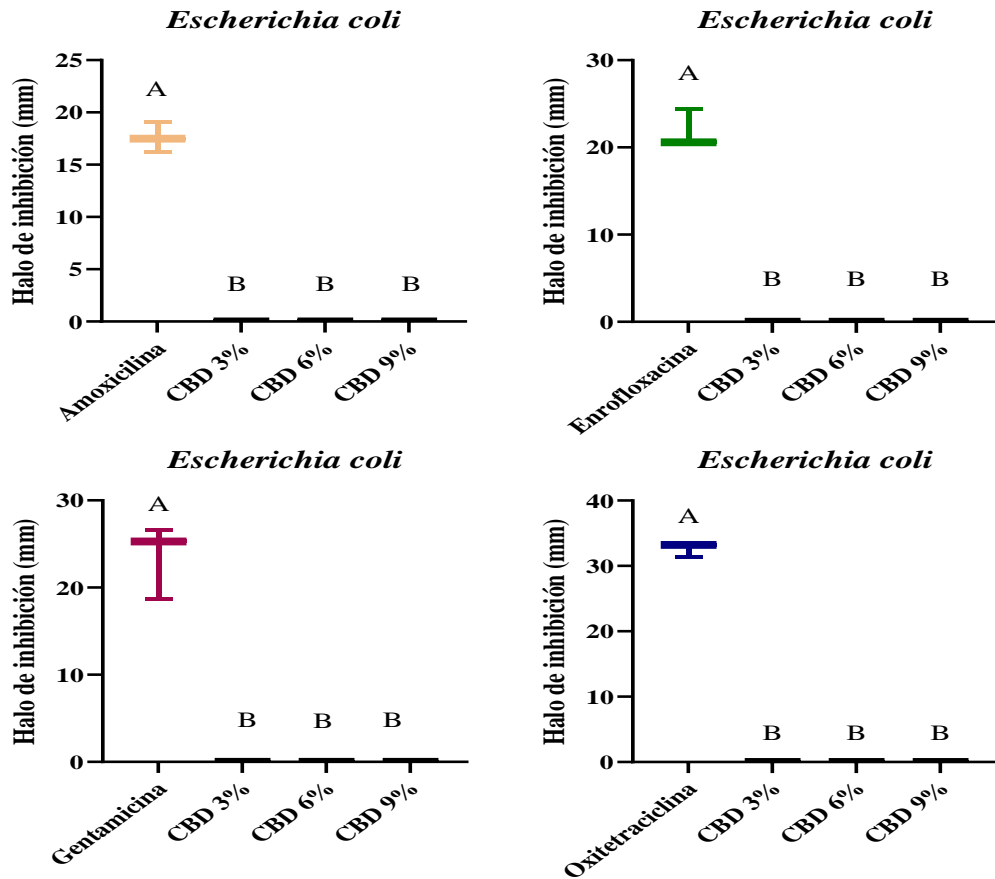 Escherichia coli
Halo de inhibición (mm)
25
20
15
10
5
0
A
B
B
B
Amoxicilina
CBD 3%
CBD 6%
CBD 9%
Escherichia coli
Halo de inhibición (mm)
30
20
10
0
A
B
B
B
Enrofloxacina
CBD 3%
CBD 6%
CBD 9%
Escherichia coli
Halo de inhibición (mm)
30
20
10
0
A
B
B
B
Gentamicina
CBD 3%
CBD 6%
CBD 9%
Escherichia coli
Halo de inhibición (mm)
40
30
20
10
0
A
B
B
B
Oxitetraciclina
CBD 3%
CBD 6%
CBD 9%